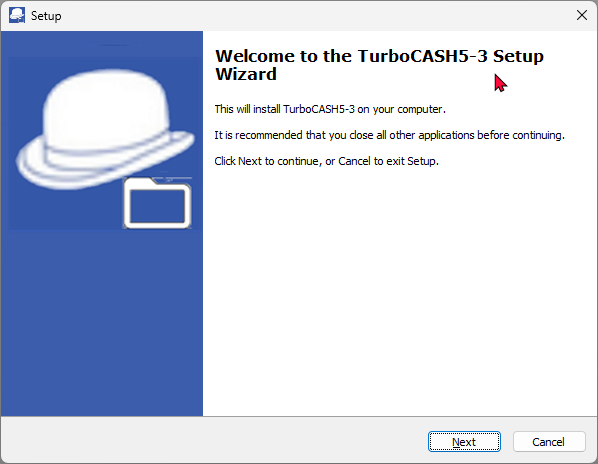 Setup
Welcome to the TurboCASH5-3 Setup
Wizard
This will install TurboCASH5-3 on your computer.
It is recommended that you close all other applications before continuing.
Click Next to continue, or Cancel to exit Setup.
Next
Cancel